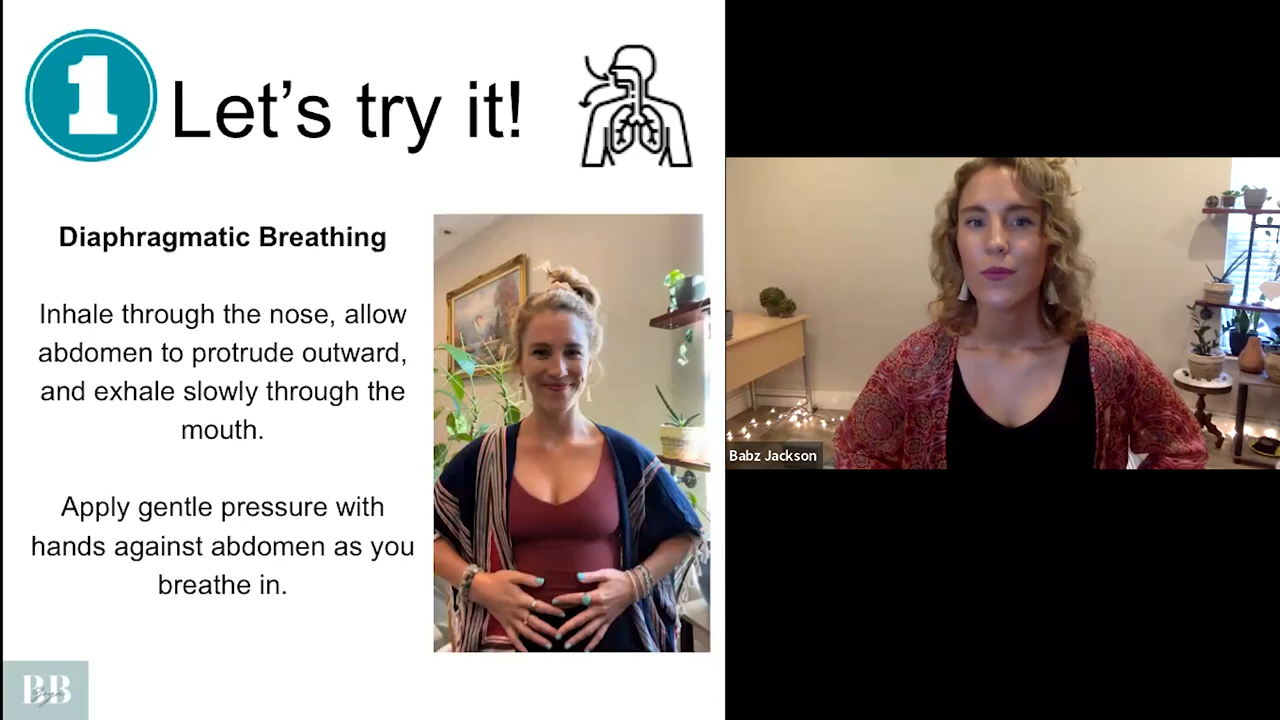 1
Let's try it!
Diaphragmatic Breathing
Inhale through the nose, allow
abdomen to protrude outward,
and exhale slowly through the
mouth.
Apply gentle pressure with
hands against abdomen as you
breathe in.
Babz Jackson
BB